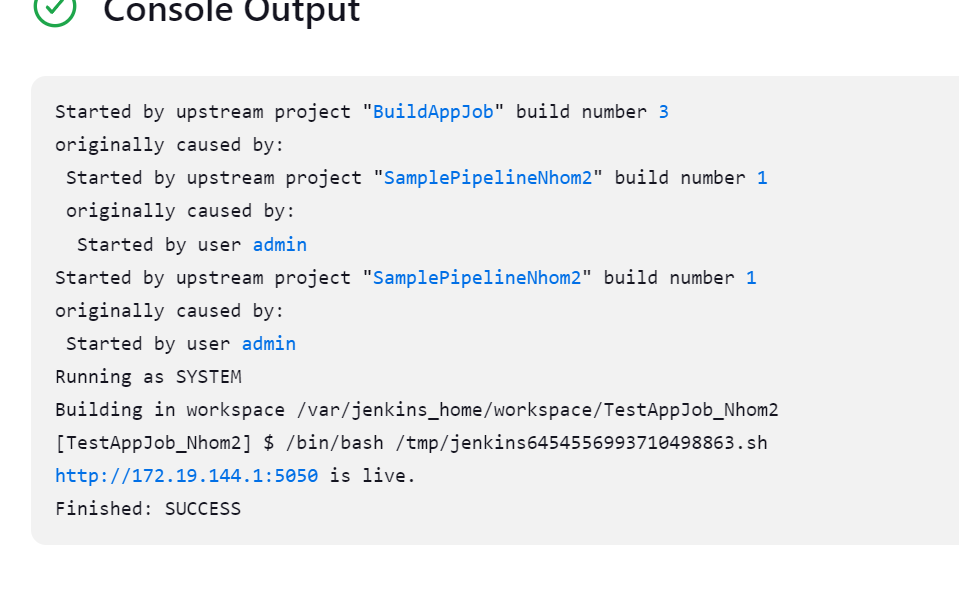 Console Output
Started by upstream project "BuildAppJob" build number 3
originally caused by:
 Started by upstream project "SamplePipelineNhom2" build number 1
 originally caused by:
  Started by user admin
Started by upstream project "SamplePipelineNhom2" build number 1
originally caused by:
 Started by user admin
Running as SYSTEM
Building in workspace /var/jenkins_home/workspace/TestAppJob_Nhom2
[TestAppJob_Nhom2] $ /bin/bash /tmp/jenkins6454556993710498863.sh
http://172.19.144.1:5050 is live.
Finished: SUCCESS